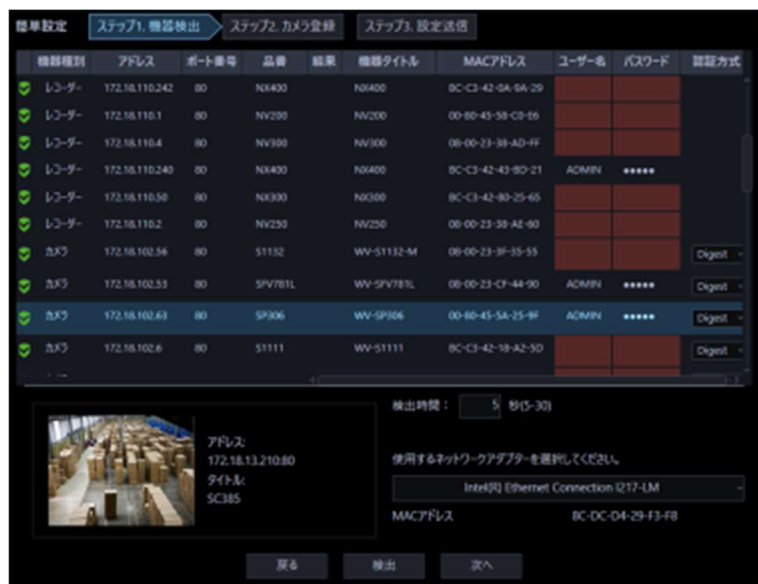 簡単設定 ステップ1. 機器検出 ステップ2. カメラ登録 ステップ3. 設定送信
機器種別 アドレス ポート番号 品番 結果 機器タイトル MACアドレス ユーザー名 パスワード 認証方式
レコーダー 172.18.110.242 80 NX400 NX400 BC-C3-42-0A-9A-29
レコーダー 172.18.110.1 80 NV200 NV200 00-80-45-58-C0-E6
レコーダー 172.18.110.4 80 NV300 NV300 08-00-23-38-AD-FF
レコーダー 172.18.110.240 80 NX400 NX400 BC-C3-42-43-8D-21 ADMIN •••••
レコーダー 172.18.110.50 80 NX300 NX300 BC-C3-42-80-25-65
レコーダー 172.18.110.2 80 NV250 NV250 08-00-23-38-AE-60
カメラ 172.18.102.56 80 S1132 WV-S1132-M 08-00-23-3F-35-55 Digest
カメラ 172.18.102.53 80 SFV781L WV-SFV781L 08-00-23-CF-44-90 ADMIN ••••• Digest
カメラ 172.18.102.63 80 SP306 WV-SP306 00-80-45-5A-25-9F ADMIN ••••• Digest
カメラ 172.18.102.6 80 S1111 WV-S1111 BC-C3-42-18-A2-5D Digest
検出時間： 5 秒(5-30)
アドレス:
172.18.13.210:80
タイトル:
SC385
使用するネットワークアダプターを選択してください。
Intel(R) Ethernet Connection I217-LM
MACアドレス 8C-DC-D4-29-F3-F8
戻る 検出 次へ